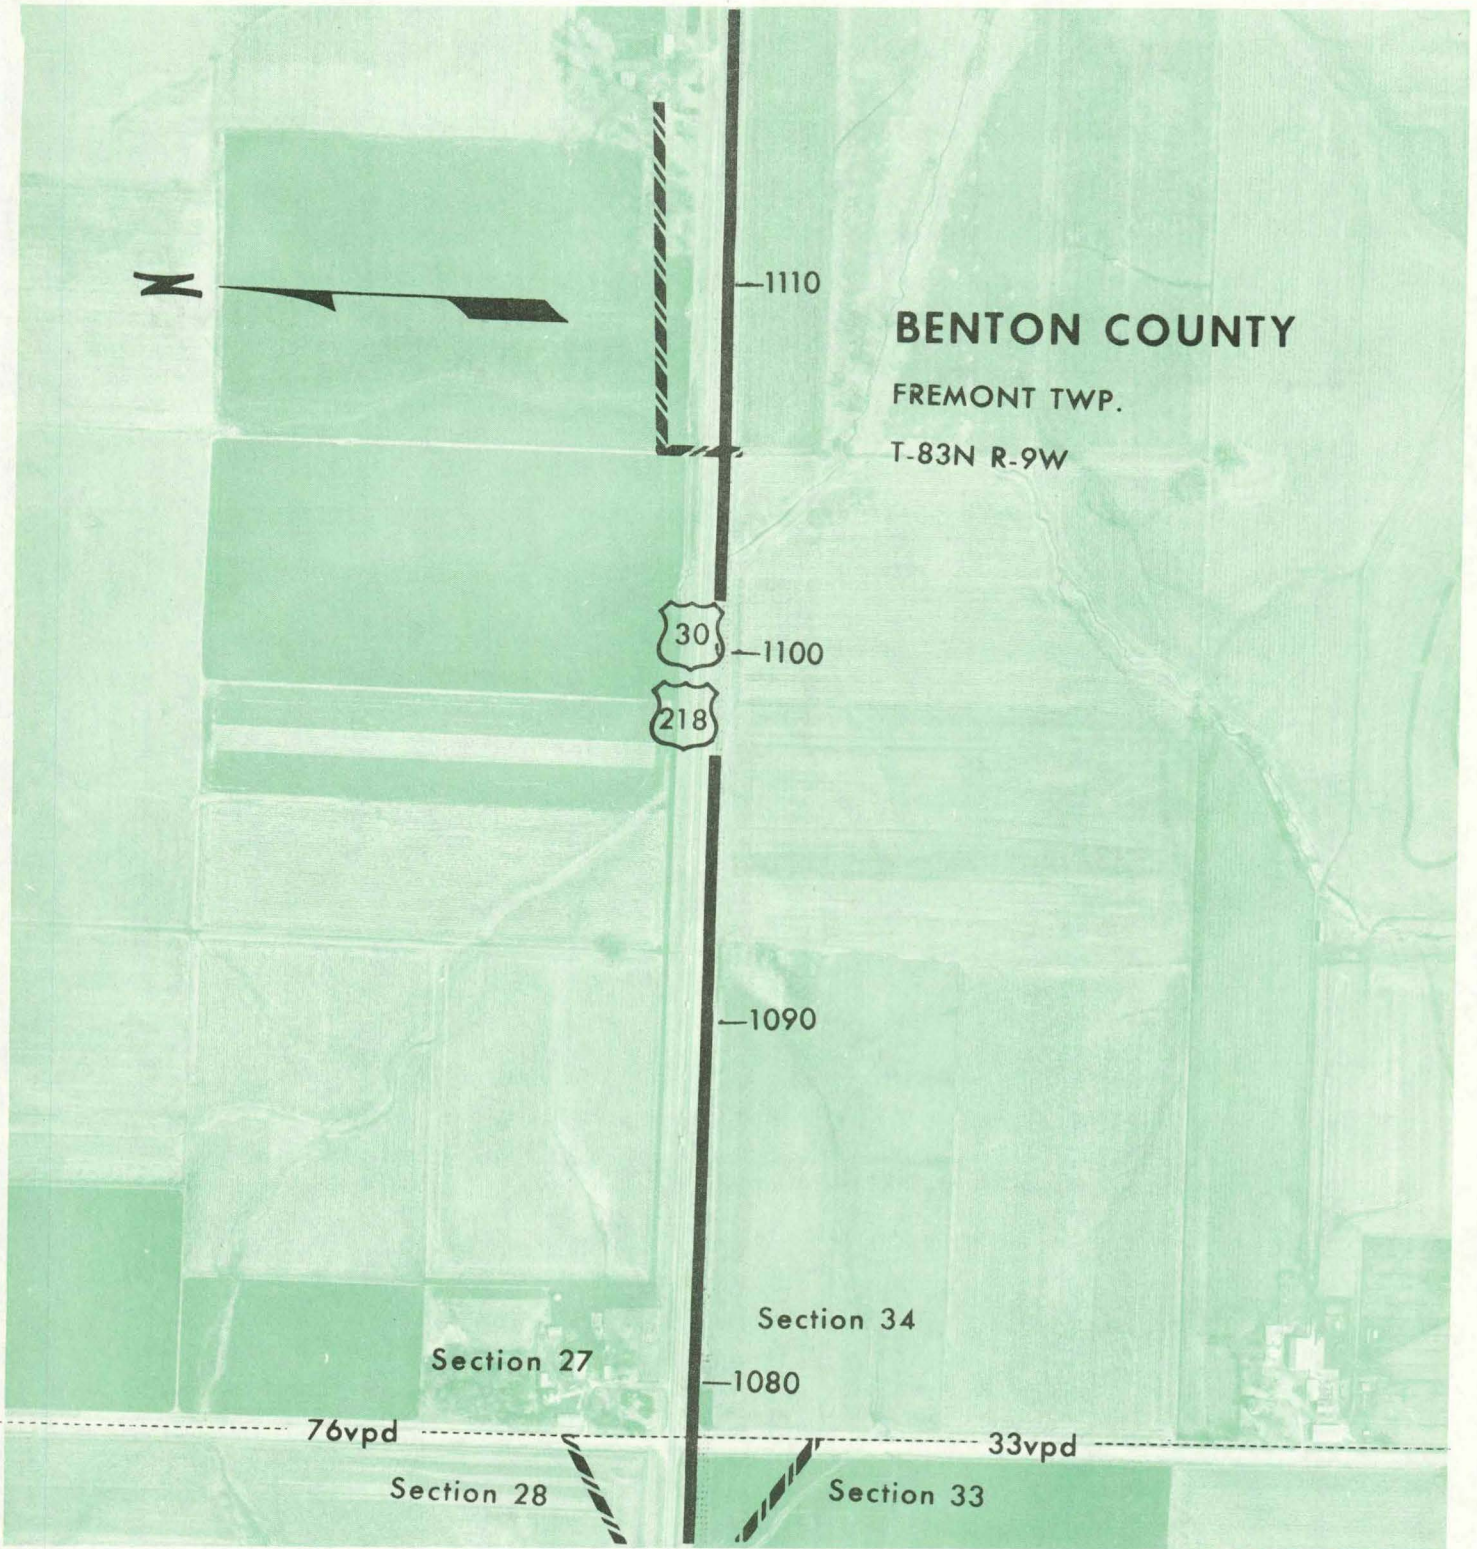 N
1110
BENTON COUNTY
FREMONT TWP.
T-83N R-9W
30
1100
218
1090
Section 34
Section 27
1080
76vpd
33vpd
Section 28
Section 33